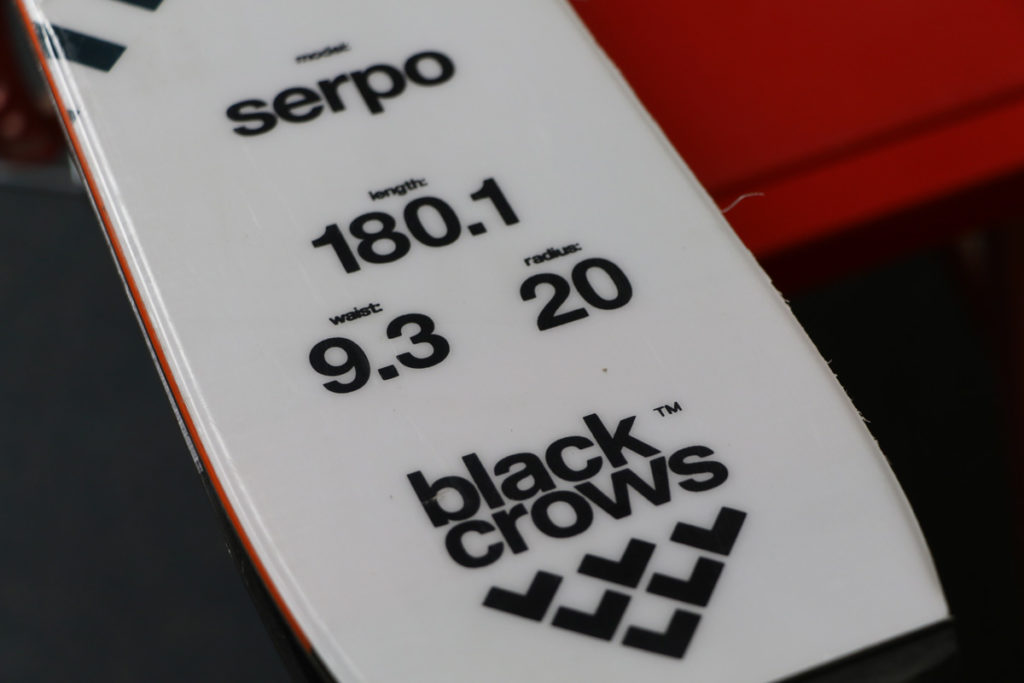 model:
serpo
length:
180.1
waist:
9.3
radius:
20
black™
crows